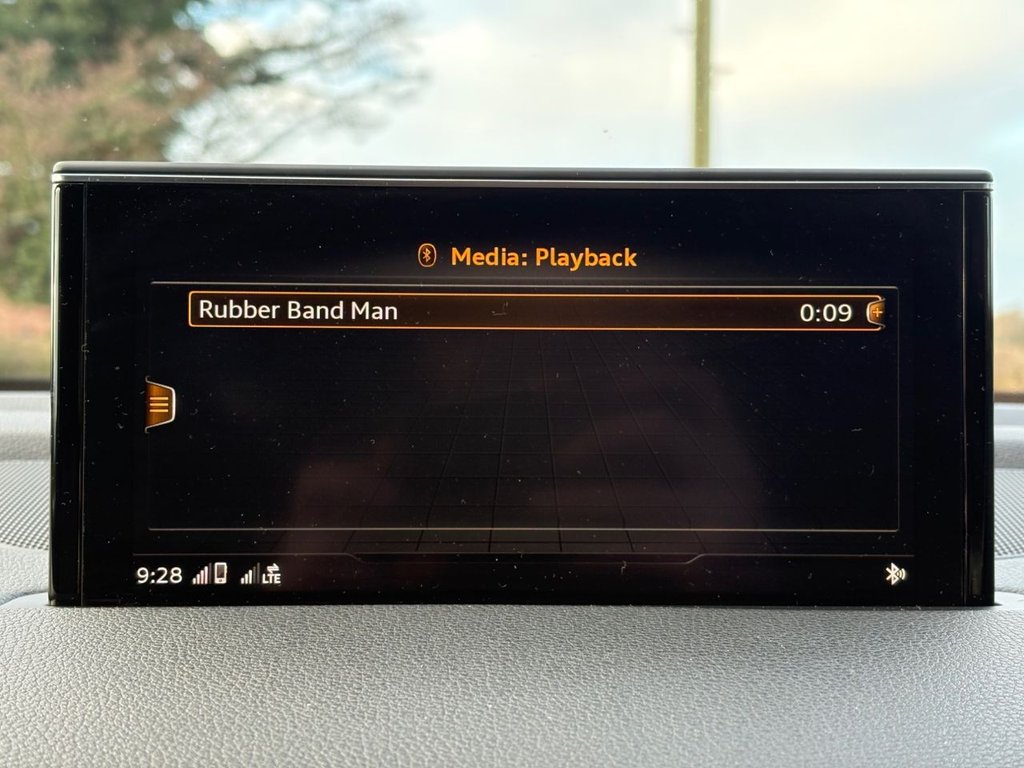 Media: Playback
Rubber Band Man 0:09
9:28 LTE